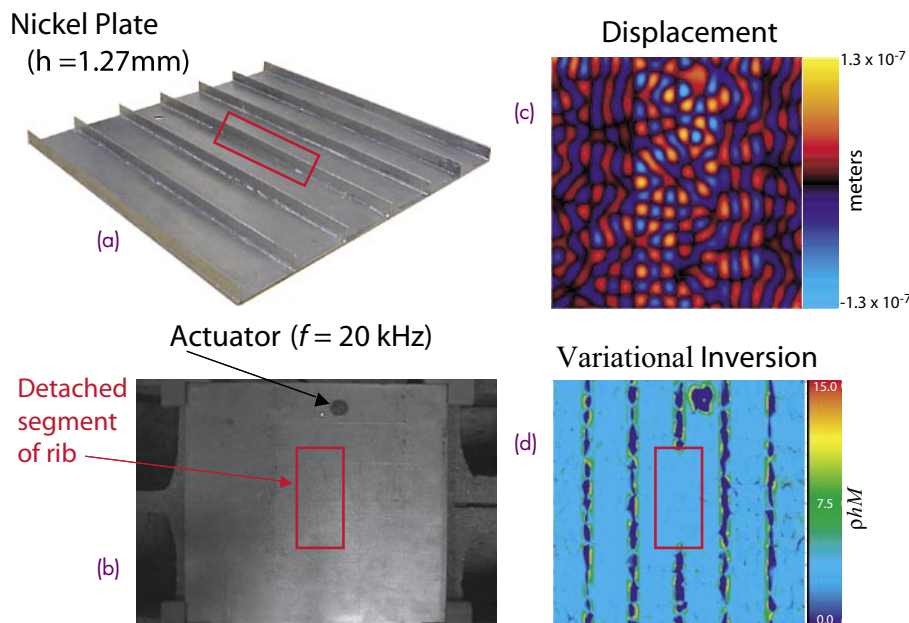 Nickel Plate
(h =1.27mm)
(a)
Displacement
(c)
1.3 x 10⁻⁷
meters
-1.3 x 10⁻⁷
Actuator (f = 20 kHz)
Detached
segment
of rib
(b)
Variational Inversion
(d)
15.0
7.5
ρhM
0.0